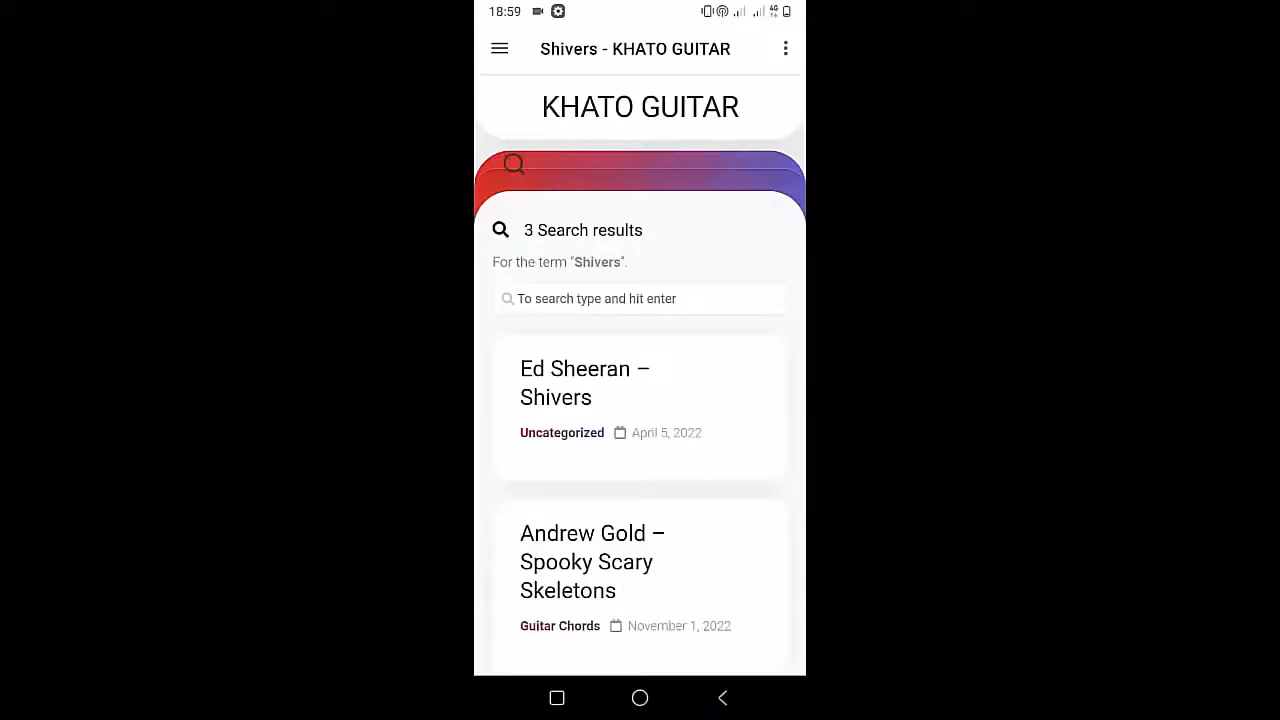 18:59
4G
Shivers - KHATO GUITAR
KHATO GUITAR
3 Search results
For the term "Shivers".
To search type and hit enter
Ed Sheeran –
Shivers
Uncategorized April 5, 2022
Andrew Gold –
Spooky Scary
Skeletons
Guitar Chords November 1, 2022